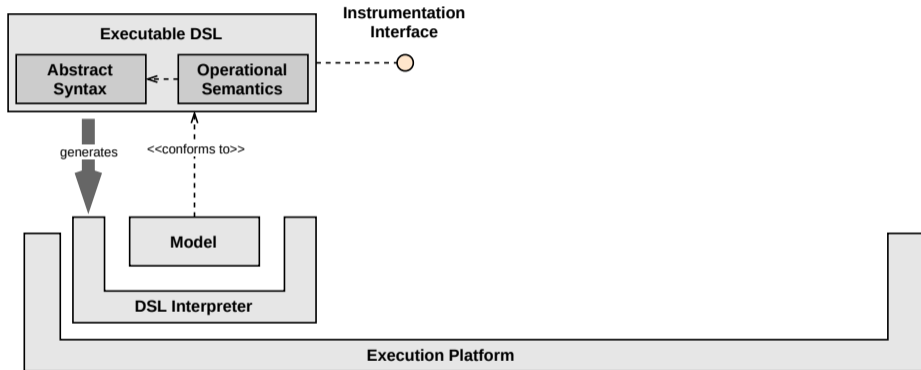 Instrumentation
Interface
Executable DSL
Abstract
Syntax
Operational
Semantics
generates
<<conforms to>>
Model
DSL Interpreter
Execution Platform